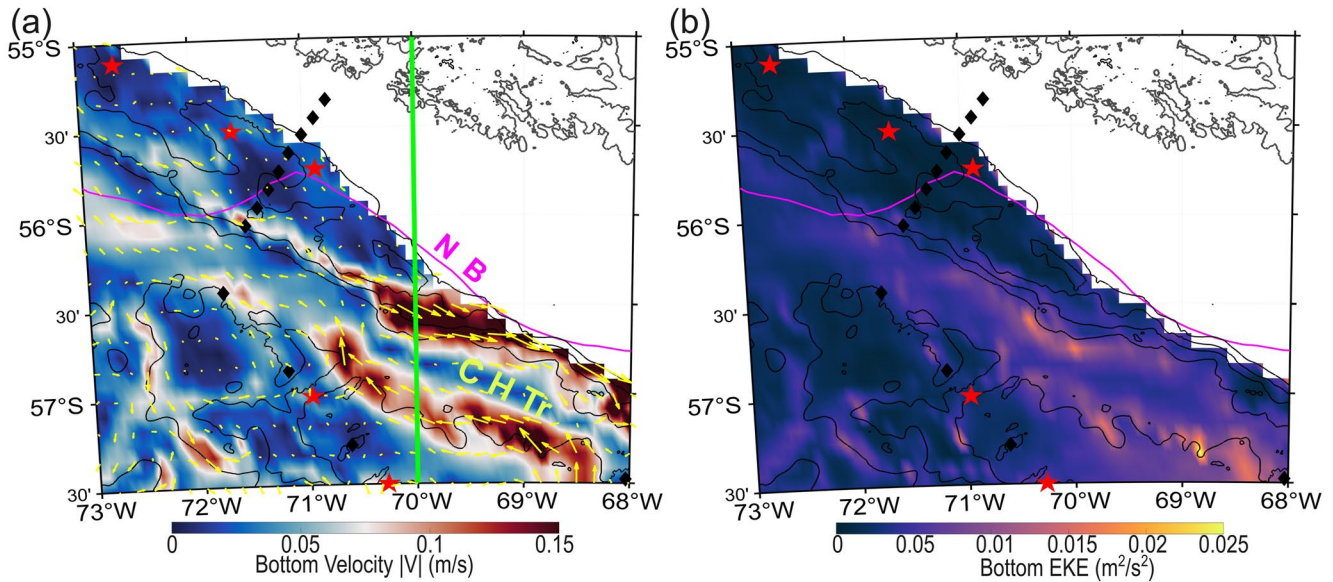 (a)
55°S
30'
56°S
30'
57°S
30'
73°W 72°W 71°W 70°W 69°W 68°W
N B
C H Tr
0 0.05 0.1 0.15
Bottom Velocity |V| (m/s)
(b)
55°S
30'
56°S
30'
57°S
30'
73°W 72°W 71°W 70°W 69°W 68°W
0 0.05 0.01 0.015 0.02 0.025
Bottom EKE (m²/s²)